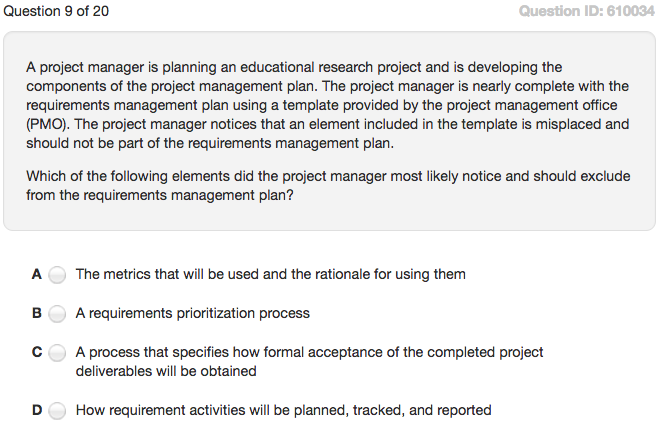 Question 9 of 20
Question ID: 610034
A project manager is planning an educational research project and is developing the
components of the project management plan. The project manager is nearly complete with the
requirements management plan using a template provided by the project management office
(PMO). The project manager notices that an element included in the template is misplaced and
should not be part of the requirements management plan.
Which of the following elements did the project manager most likely notice and should exclude
from the requirements management plan?
A The metrics that will be used and the rationale for using them
B A requirements prioritization process
C A process that specifies how formal acceptance of the completed project
deliverables will be obtained
D How requirement activities will be planned, tracked, and reported